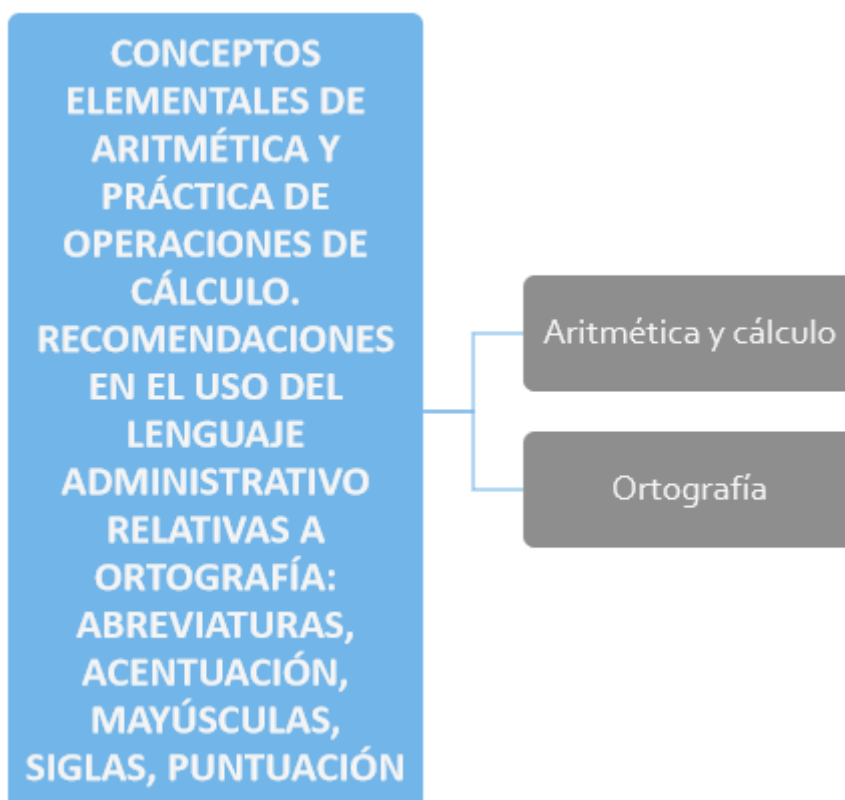 CONCEPTOS
ELEMENTALES DE
ARITMÉTICA Y
PRÁCTICA DE
OPERACIONES DE
CÁLCULO.
RECOMENDACIONES
EN EL USO DEL
LENGUAJE
ADMINISTRATIVO
RELATIVAS A
ORTOGRAFÍA:
ABREVIATURAS,
ACENTUACIÓN,
MAYÚSCULAS,
SIGLAS, PUNTUACIÓN
Aritmética y cálculo
Ortografía